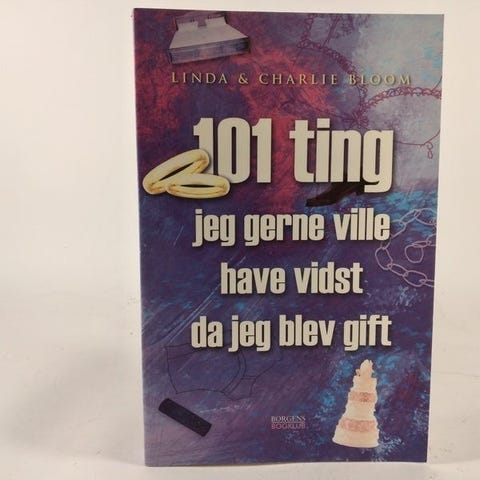 LINDA & CHARLIE BLOOM
101 ting
jeg gerne ville
have vidst
da jeg blev gift
BORGENS
BOGKLUB